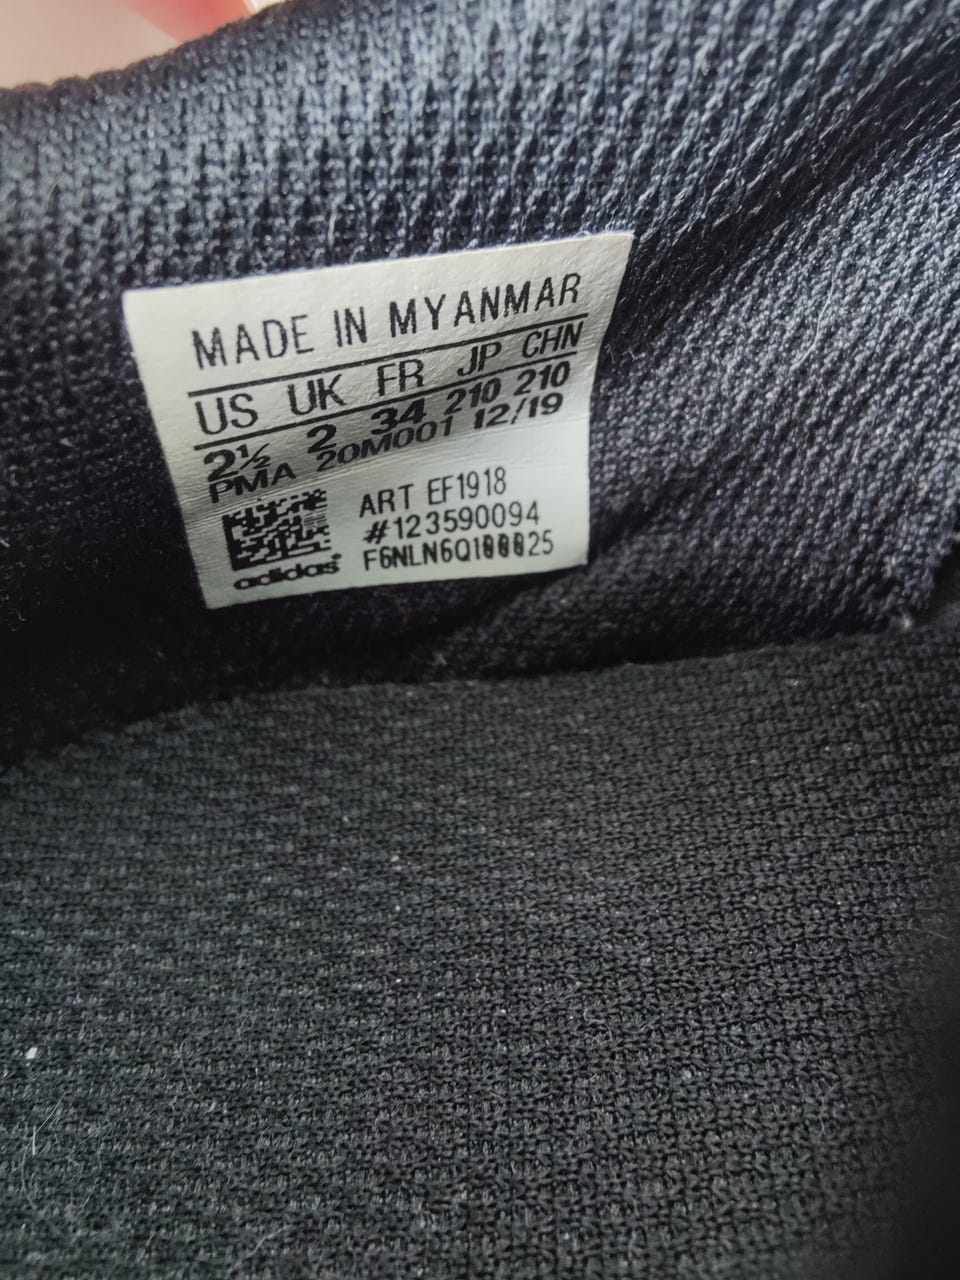 MADE IN MYANMAR
US UK FR JP CHN
2½ 2 34 210 210
PMA 20M001 12/19
ART EF1918
#123590094
adidas